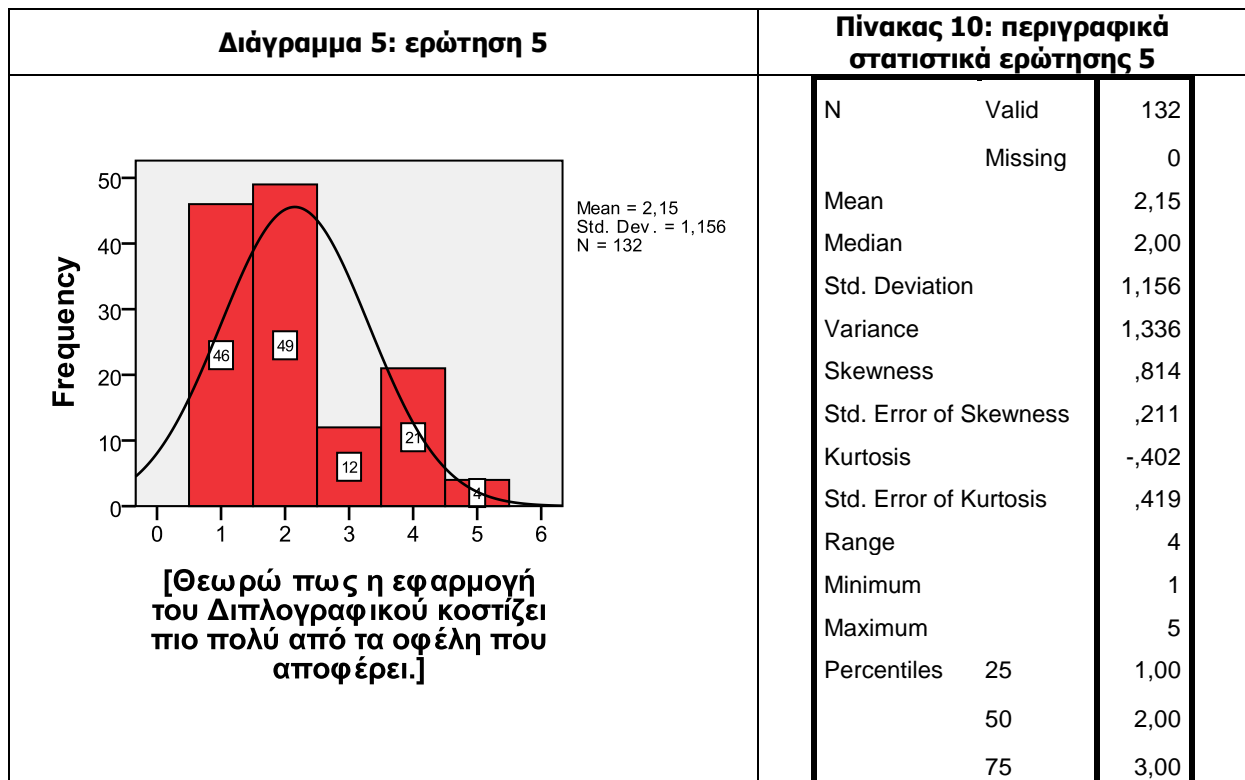 Διάγραμμα 5: ερώτηση 5
Πίνακας 10: περιγραφικά
στατιστικά ερώτησης 5
Frequency
50
40
30
20
10
0
46
49
12
21
4
0 1 2 3 4 5 6
[Θεωρώ πως η εφαρμογή
του Διπλογραφικού κοστίζει
πιο πολύ από τα οφέλη που
αποφέρει.]
Mean = 2,15
Std. Dev. = 1,156
N = 132
N Valid 132
Missing 0
Mean 2,15
Median 2,00
Std. Deviation 1,156
Variance 1,336
Skewness ,814
Std. Error of Skewness ,211
Kurtosis -,402
Std. Error of Kurtosis ,419
Range 4
Minimum 1
Maximum 5
Percentiles 25 1,00
50 2,00
75 3,00